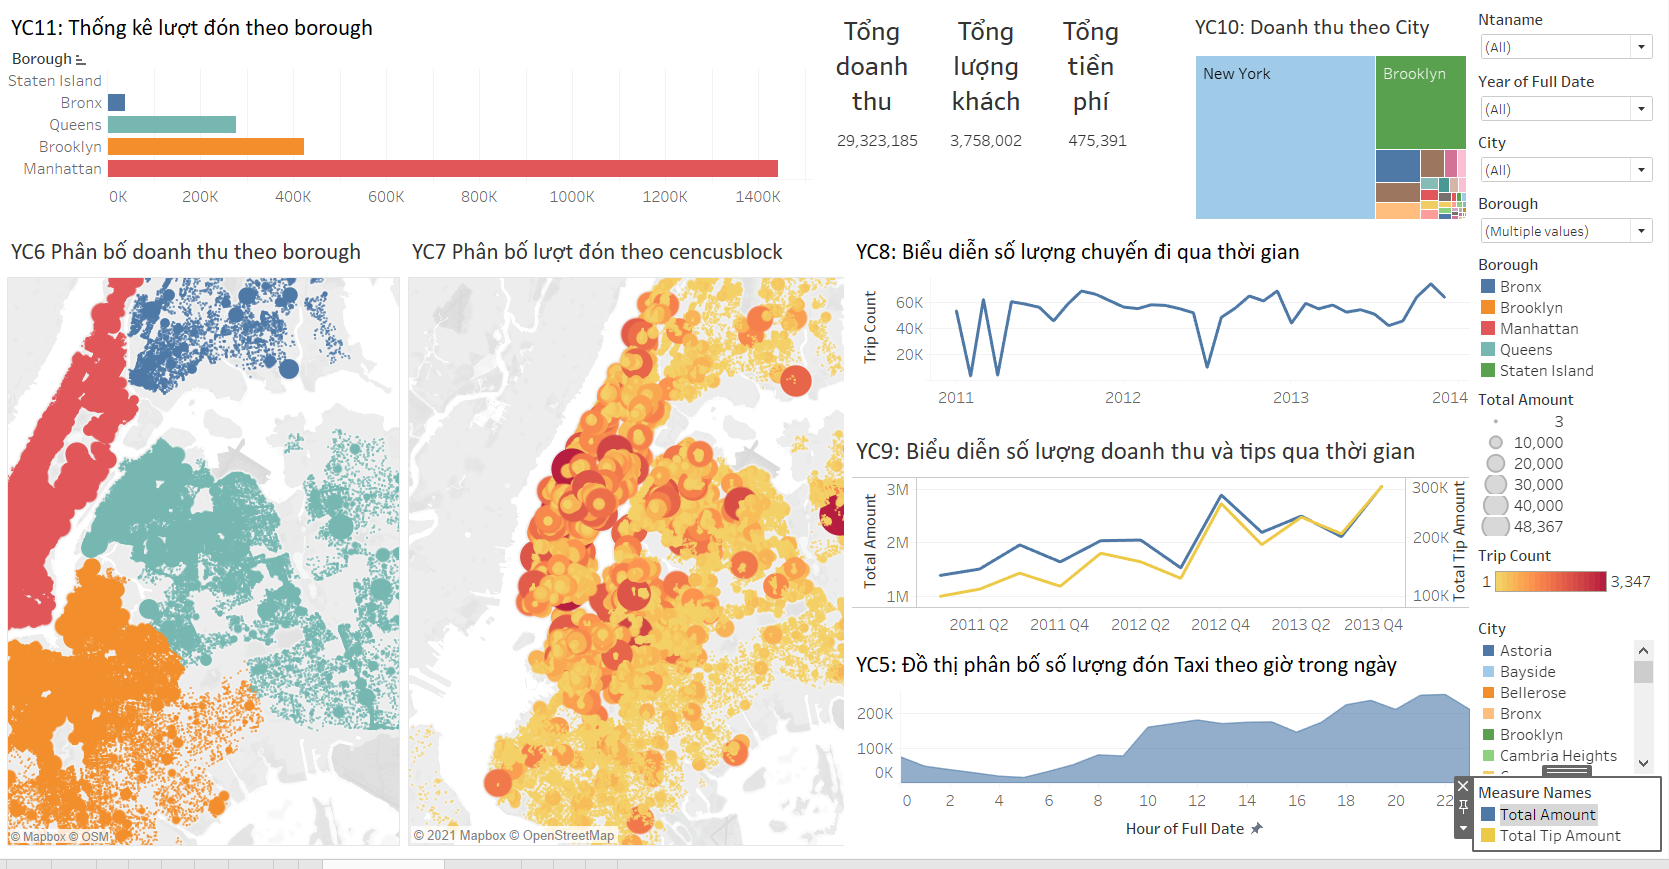 YC11: Thống kê lượt đón theo borough
Borough
Staten Island
Bronx
Queens
Brooklyn
Manhattan
0K 200K 400K 600K 800K 1000K 1200K 1400K
Tổng doanh thu
29,323,185
Tổng lượng khách
3,758,002
Tổng tiền phí
475,391
YC10: Doanh thu theo City
New York
Brooklyn
Ntaname
(All)
Year of Full Date
(All)
City
(All)
Borough
(Multiple values)
Borough
Bronx
Brooklyn
Manhattan
Queens
Staten Island
Total Amount
3
10,000
20,000
30,000
40,000
48,367
Trip Count
1 3,347
City
Astoria
Bayside
Bellerose
Bronx
Brooklyn
Cambria Heights
Measure Names
Total Amount
Total Tip Amount
YC6 Phân bố doanh thu theo borough
© Mapbox © OSM
YC7 Phân bố lượt đón theo cencusblock
© 2021 Mapbox © OpenStreetMap
YC8: Biểu diễn số lượng chuyến đi qua thời gian
Trip Count
60K
40K
20K
2011 2012 2013 2014
YC9: Biểu diễn số lượng doanh thu và tips qua thời gian
Total Amount
3M
2M
1M
300K
200K
100K
Total Tip Amount
2011 Q2 2011 Q4 2012 Q2 2012 Q4 2013 Q2 2013 Q4
YC5: Đồ thị phân bố số lượng đón Taxi theo giờ trong ngày
200K
100K
0K
0 2 4 6 8 10 12 14 16 18 20 22
Hour of Full Date